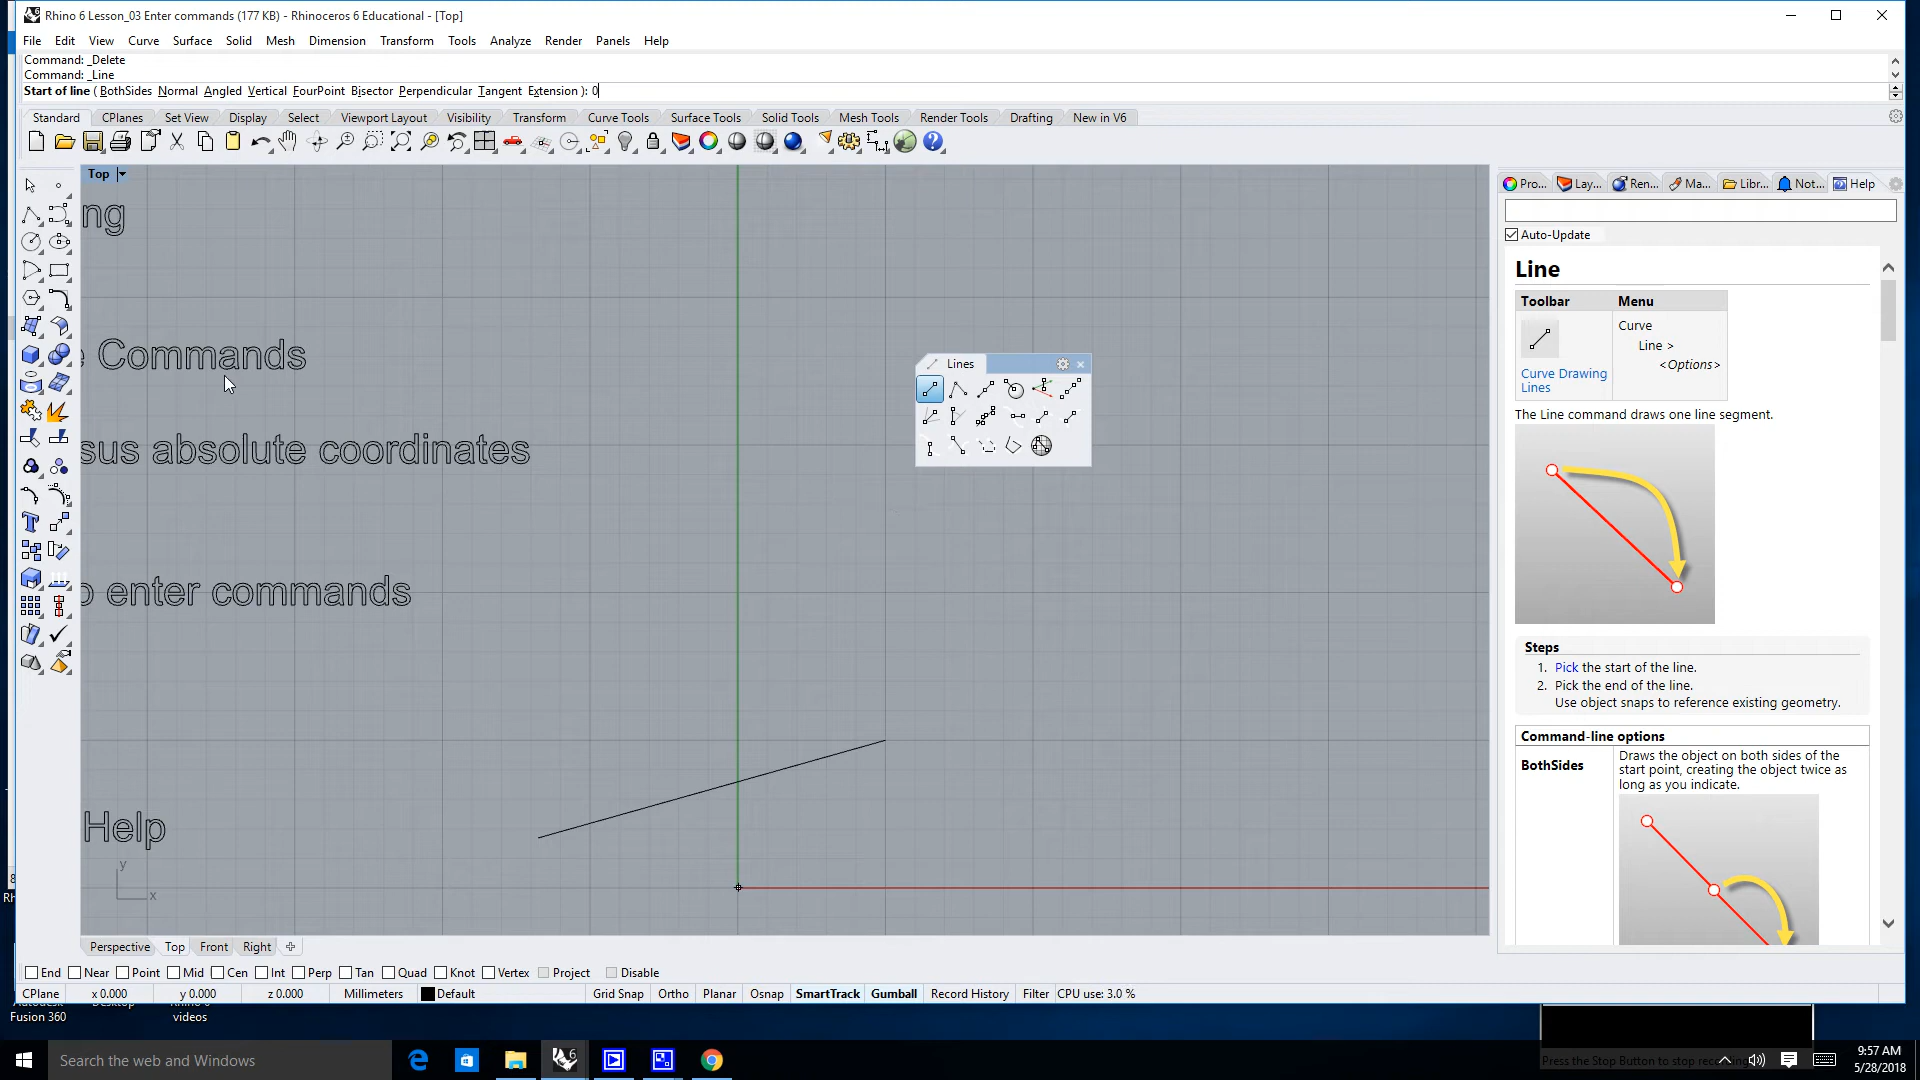 Rhino 6 Lesson_03 Enter commands (177 KB) - Rhinoceros 6 Educational - [Top]
File Edit View Curve Surface Solid Mesh Dimension Transform Tools Analyze Render Panels Help
Command: _Delete
Command: _Line
Start of line ( BothSides Normal Angled Vertical FourPoint Bisector Perpendicular Tangent Extension ): 0
Standard CPlanes Set View Display Select Viewport Layout Visibility Transform Curve Tools Surface Tools Solid Tools Mesh Tools Render Tools Drafting New in V6
Top
Pro... Lay... Ren... Ma... Libr... Not... Help
Auto-Update
ng
Commands
sus absolute coordinates
enter commands
Help
y
x
Lines
Line
Toolbar Menu
Curve
Line >
<Options>
Curve Drawing
Lines
The Line command draws one line segment.
Steps
1. Pick the start of the line.
2. Pick the end of the line.
Use object snaps to reference existing geometry.
Command-line options
BothSides
Draws the object on both sides of the
start point, creating the object twice as
long as you indicate.
Perspective Top Front Right
End Near Point Mid Cen Int Perp Tan Quad Knot Vertex Project Disable
CPlane x 0.000 y 0.000 z 0.000 Millimeters Default Grid Snap Ortho Planar Osnap SmartTrack Gumball Record History Filter CPU use: 3.0 %
Fusion 360
videos
Search the web and Windows
Press the Stop Button to stop
9:57 AM
5/28/2018